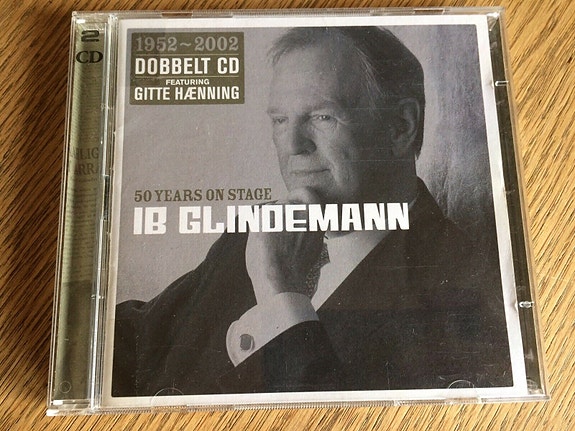 1952~2002
DOBBELT CD
FEATURING
GITTE HÆNNING
50 YEARS ON STAGE
IB GLINDEMANN
2
CD